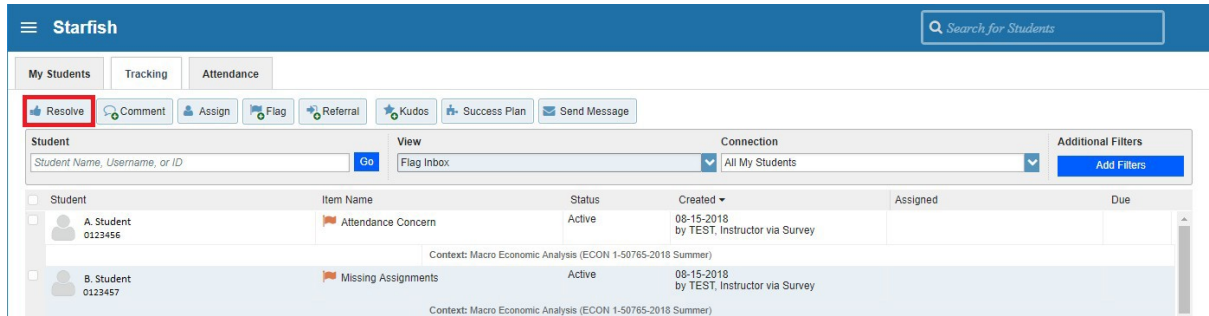 Starfish
Search for Students
My Students Tracking Attendance
Resolve Comment Assign Flag Referral Kudos Success Plan Send Message
Student View Connection Additional Filters
Student Name, Username, or ID Go Flag Inbox All My Students Add Filters
Student Item Name Status Created Assigned Due
A. Student Attendance Concern Active 08-15-2018
0123456 by TEST, Instructor via Survey
Context: Macro Economic Analysis (ECON 1-50765-2018 Summer)
B. Student Missing Assignments Active 08-15-2018
0123457 by TEST, Instructor via Survey
Context: Macro Economic Analysis (ECON 1-50765-2018 Summer)